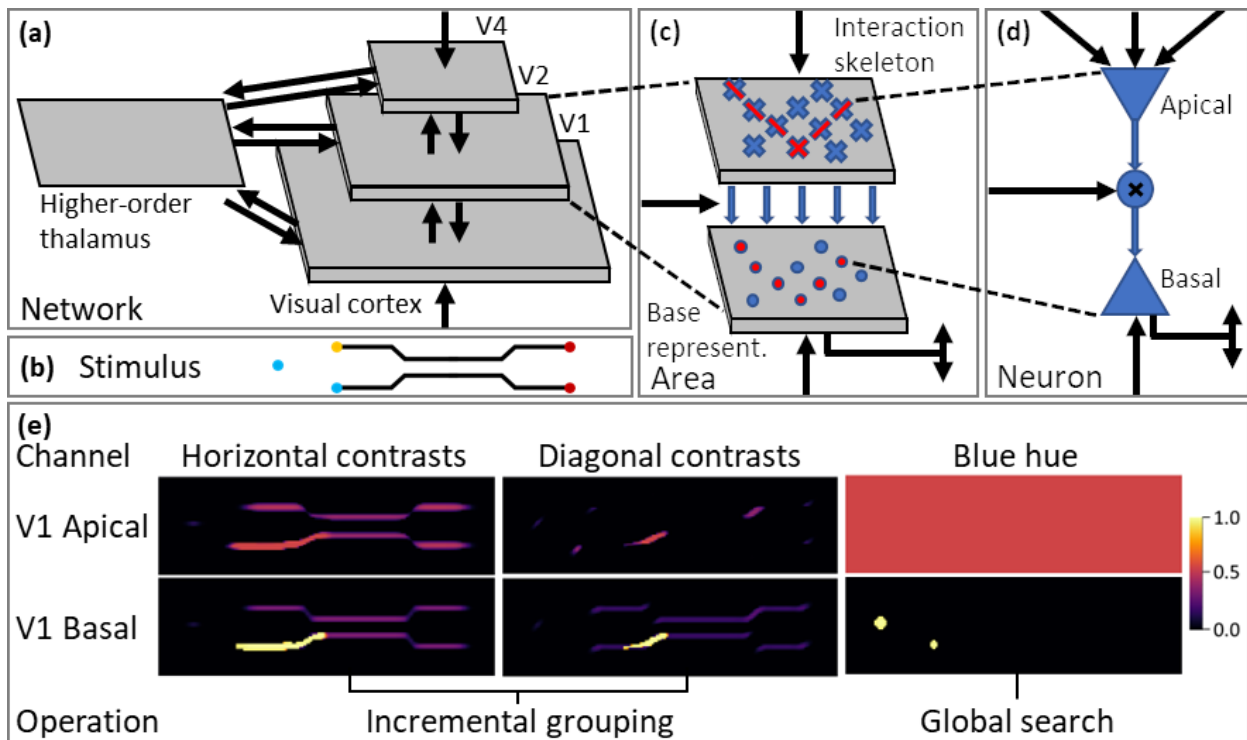 (a)
V4
V2
V1
Higher-order
thalamus
Visual cortex
Network
(b) Stimulus
(c) Interaction
skeleton
Base
represent.
Area
(d)
Apical
×
Basal
Neuron
(e)
Channel Horizontal contrasts Diagonal contrasts Blue hue
V1 Apical
1.0
0.5
V1 Basal
0.0
Operation Incremental grouping Global search